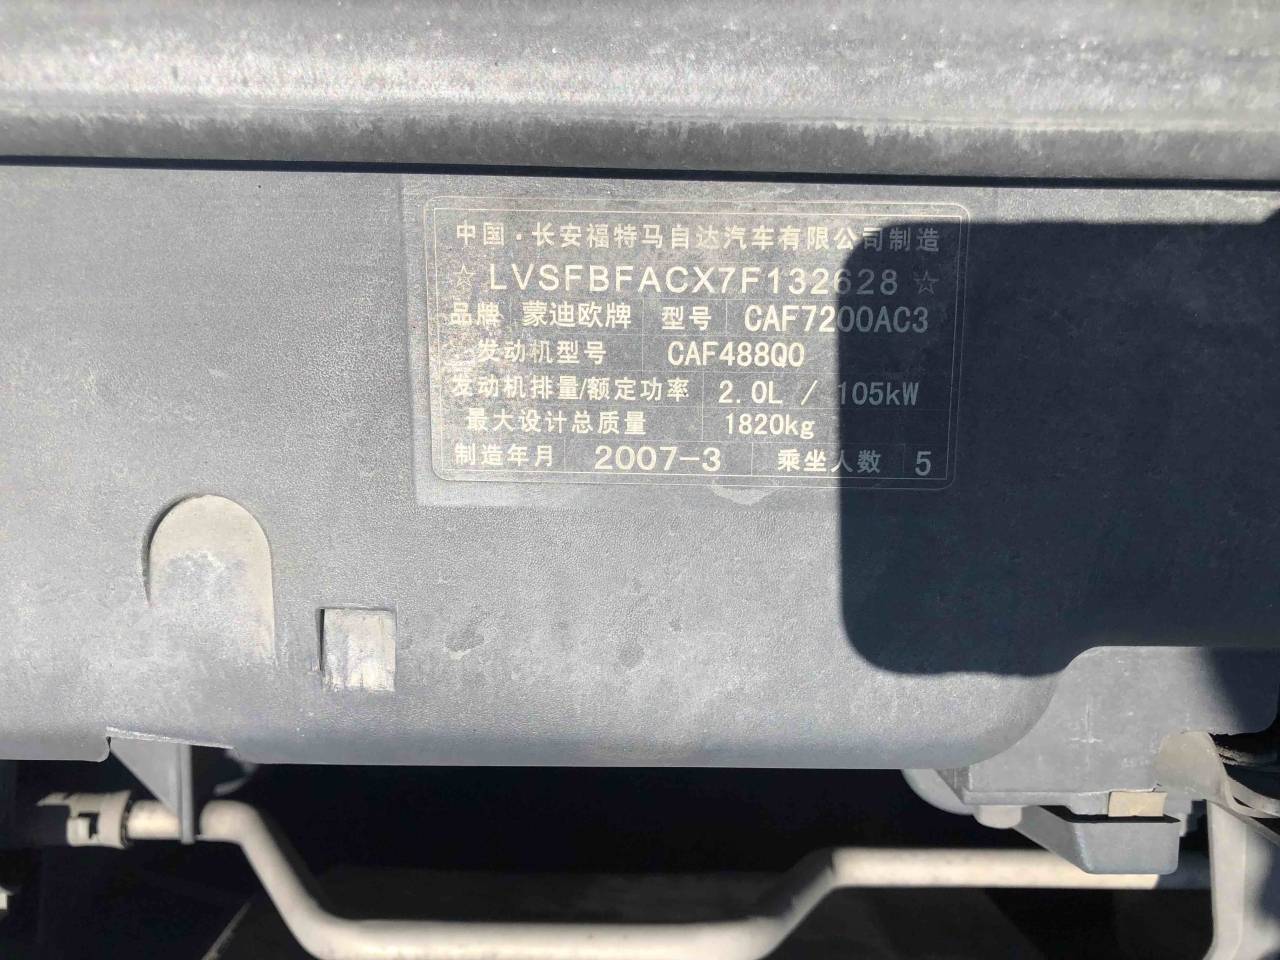 中国·长安福特马自达汽车有限公司制造
☆ LVSFBFACX7F132628 ☆
品牌 蒙迪欧牌 型号 CAF7200AC3
发动机型号 CAF488Q0
发动机排量/额定功率 2.0L / 105kW
最大设计总质量 1820kg
制造年月 2007-3 乘坐人数 5